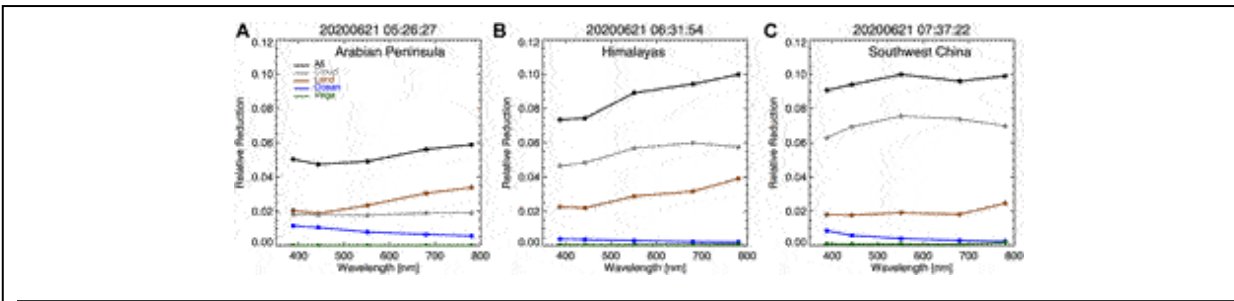 A 20200621 05:26:27
Arabian Peninsula
All
Cloud
Land
Ocean
Vege
Relative Reduction
0.12
0.10
0.08
0.06
0.04
0.02
0.00
400 500 600 700 800
Wavelength [nm]
B 20200621 06:31:54
Himalayas
Relative Reduction
0.12
0.10
0.08
0.06
0.04
0.02
0.00
400 500 600 700 800
Wavelength [nm]
C 20200621 07:37:22
Southwest China
Relative Reduction
0.12
0.10
0.08
0.06
0.04
0.02
0.00
400 500 600 700 800
Wavelength [nm]